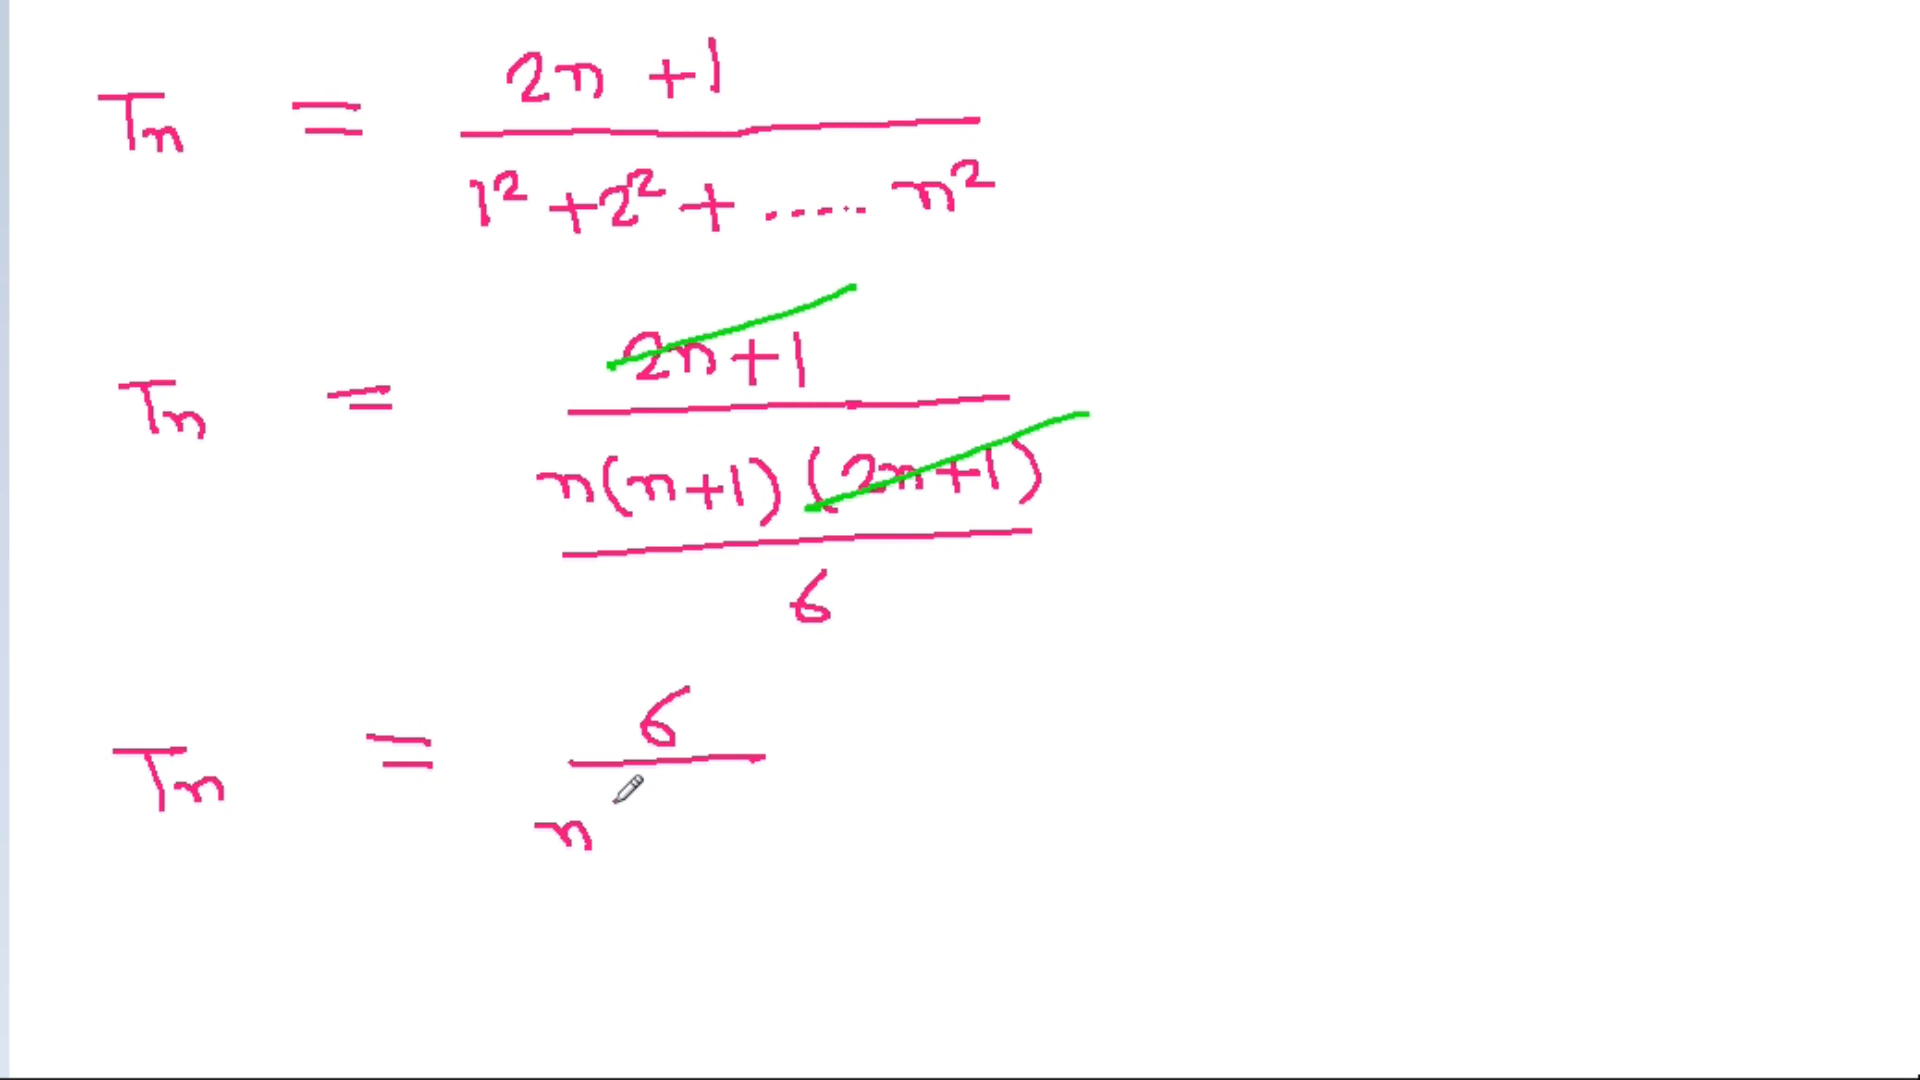 Tn = 2n + 1
1² + 2² + ..... n²
Tn = 2n + 1
n(n+1) (2n+1)
6
Tn = 6
n